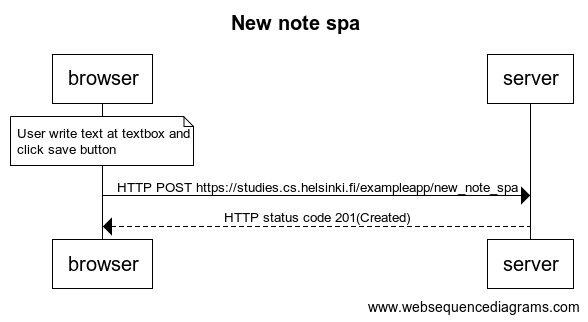 New note spa
browser
server
User write text at textbox and
click save button
HTTP POST https://studies.cs.helsinki.fi/exampleapp/new_note_spa
HTTP status code 201(Created)
browser
server
www.websequencediagrams.com